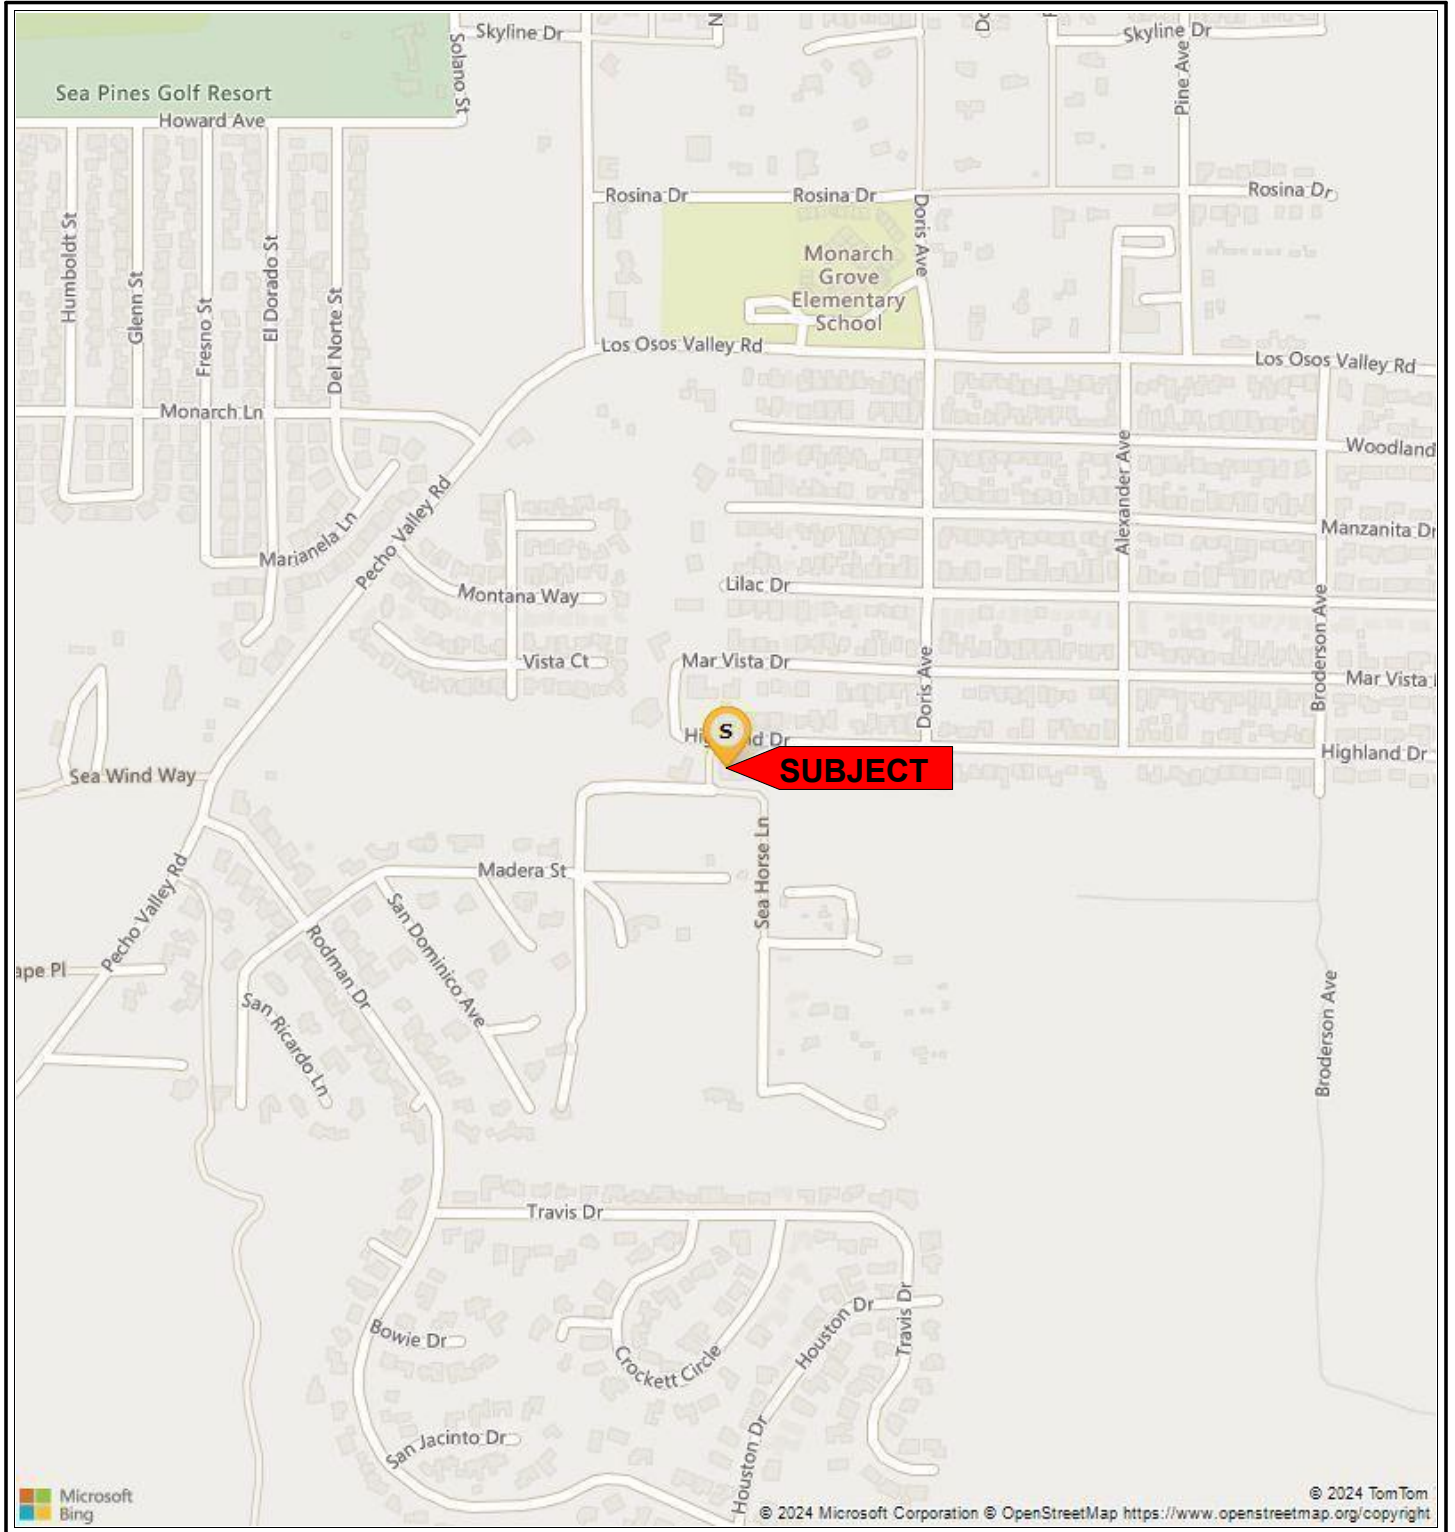 Skyline Dr
Skyline Dr
Solano St
Pine Ave
Sea Pines Golf Resort
Howard Ave
Rosina Dr
Rosina Dr
Rosina Dr
Doris Ave
Humboldt St
Glenn St
Fresno St
El Dorado St
Del Norte St
Monarch
Grove
Elementary
School
Los Osos Valley Rd
Los Osos Valley Rd
Monarch Ln
Woodland
Alexander Ave
Manzanita Dr
Pecho Valley Rd
Marianela Ln
Montana Way
Lilac Dr
Broderson Ave
Vista Ct
Mar Vista Dr
Doris Ave
Mar Vista
S
Highland Dr
SUBJECT
Sea Wind Way
Madera St
Sea Horse Ln
Pecho Valley Rd
San Dominico Ave
Rodman Dr
ape Pl
San Ricardo Ln
Broderson Ave
Travis Dr
Bowie Dr
Crockett Circle
Houston Dr
Travis Dr
San Jacinto Dr
Houston Dr
Microsoft
Bing
© 2024 TomTom
© 2024 Microsoft Corporation © OpenStreetMap https://www.openstreetmap.org/copyright